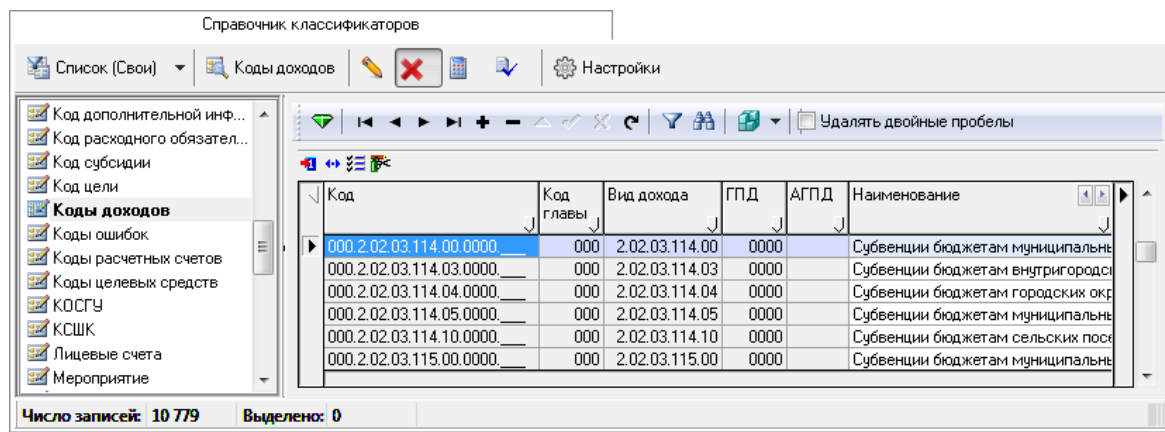 Справочник классификаторов
Список (Свои) Коды доходов Настройки
Код дополнительной инф...
Код расходного обязател...
Код субсидии
Код цели
Коды доходов
Коды ошибок
Коды расчетных счетов
Коды целевых средств
КОСГУ
КСШК
Лицевые счета
Мероприятие
Удалять двойные пробелы
Код Код главы Вид дохода ГПД АГПД Наименование
000.2.02.03.114.00.0000.___ 000 2.02.03.114.00 0000 Субвенции бюджетам муниципальн
000.2.02.03.114.03.0000.___ 000 2.02.03.114.03 0000 Субвенции бюджетам внутригородс
000.2.02.03.114.04.0000.___ 000 2.02.03.114.04 0000 Субвенции бюджетам городских окр
000.2.02.03.114.05.0000.___ 000 2.02.03.114.05 0000 Субвенции бюджетам муниципальн
000.2.02.03.114.10.0000.___ 000 2.02.03.114.10 0000 Субвенции бюджетам сельских посе
000.2.02.03.115.00.0000.___ 000 2.02.03.115.00 0000 Субвенции бюджетам муниципальн
Число записей: 10 779 Выделено: 0